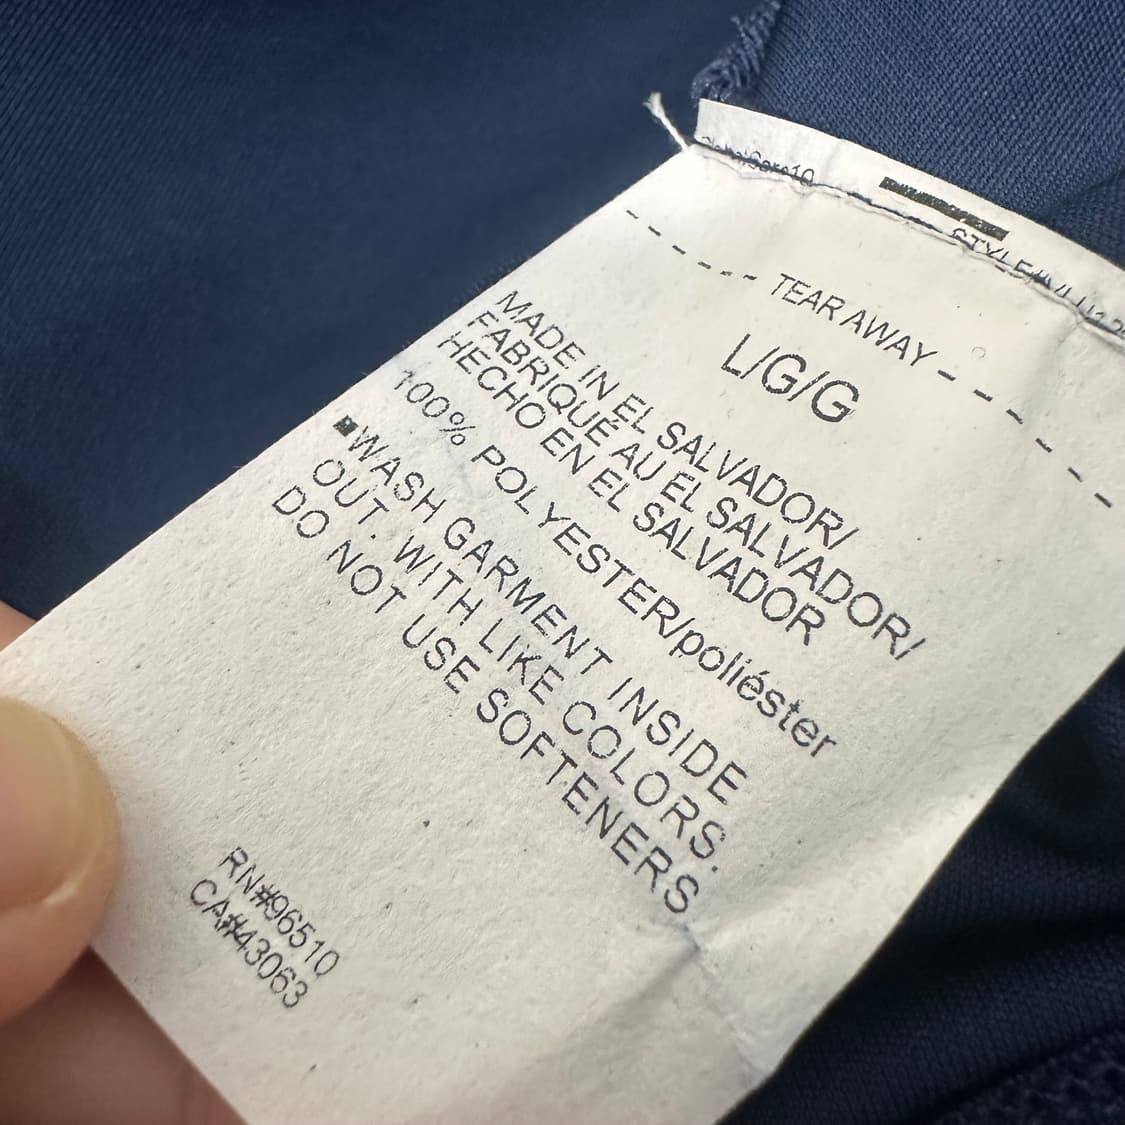 TEAR AWAY
L/G/G
MADE IN EL SALVADOR/
FABRIQUÉ AU EL SALVADOR/
HECHO EN EL SALVADOR
100% POLYESTER/poliéster
WASH GARMENT INSIDE
OUT. WITH LIKE COLORS.
DO NOT USE SOFTENERS
RN#96510
CA#43063